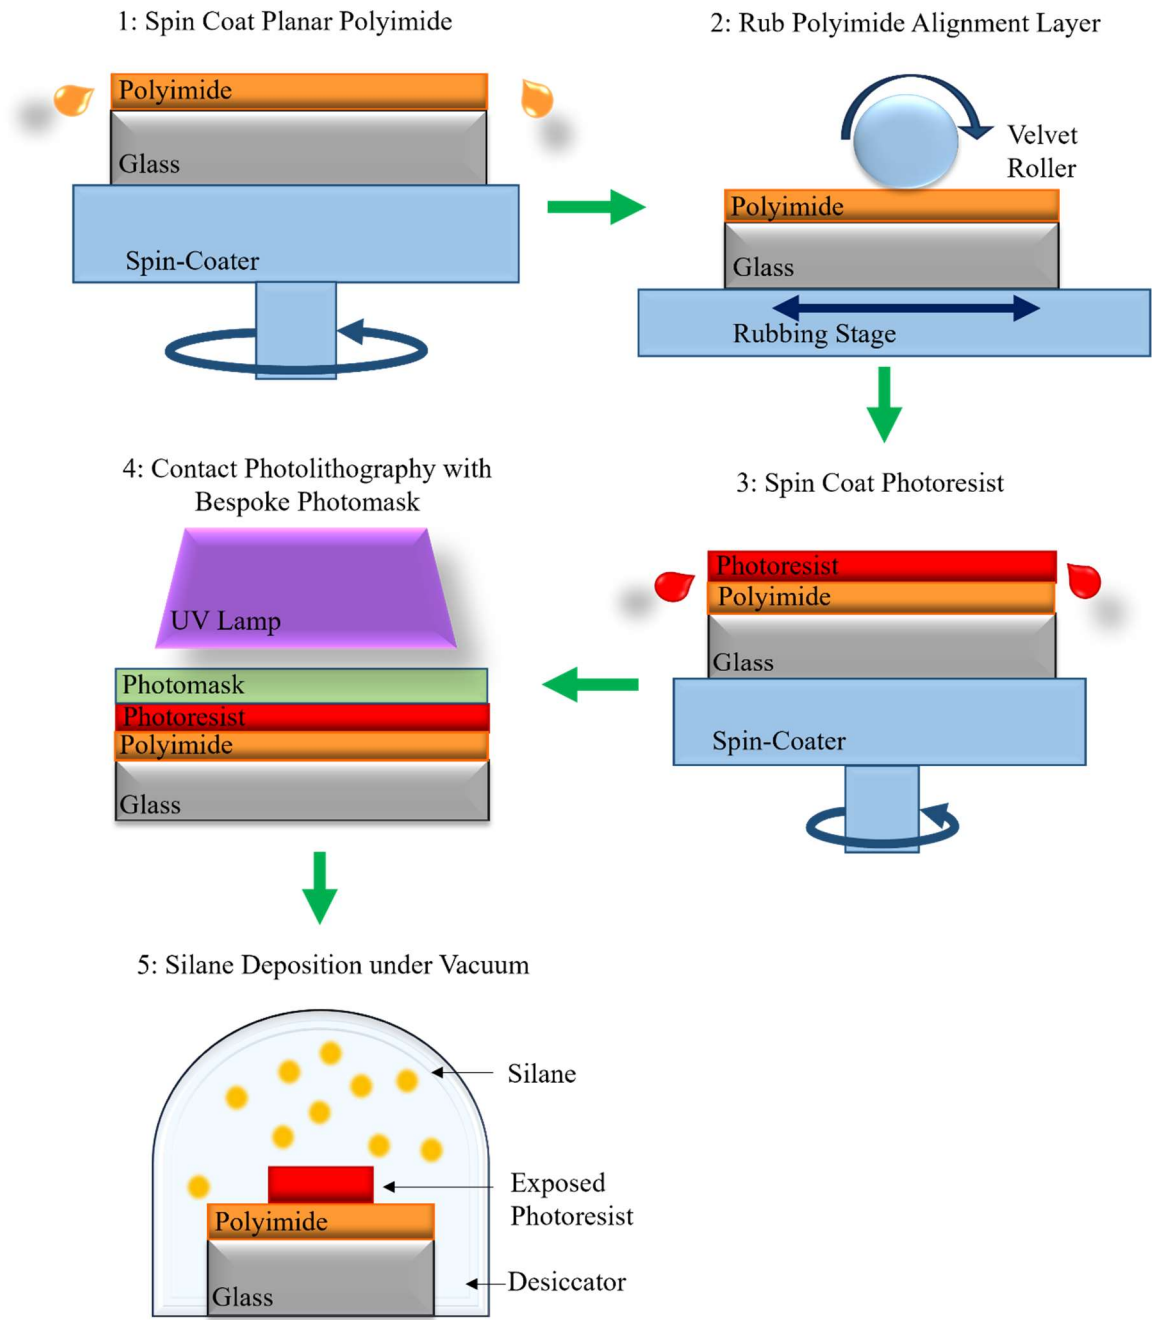 1: Spin Coat Planar Polyimide
Polyimide
Glass
Spin-Coater
2: Rub Polyimide Alignment Layer
Velvet
Roller
Polyimide
Glass
Rubbing Stage
3: Spin Coat Photoresist
Photoresist
Polyimide
Glass
Spin-Coater
4: Contact Photolithography with
Bespoke Photomask
UV Lamp
Photomask
Photoresist
Polyimide
Glass
5: Silane Deposition under Vacuum
Silane
Exposed
Photoresist
Polyimide
Desiccator
Glass